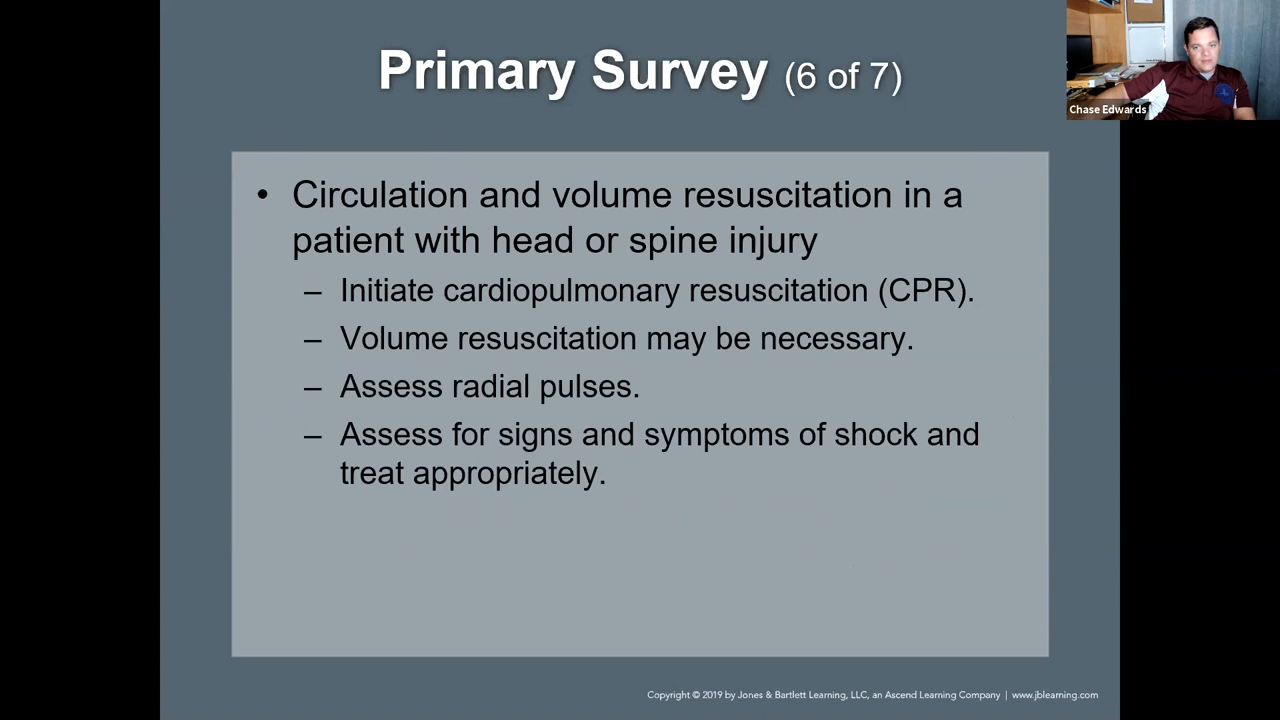 Primary Survey (6 of 7)
Chase Edwards
• Circulation and volume resuscitation in a
patient with head or spine injury
– Initiate cardiopulmonary resuscitation (CPR).
– Volume resuscitation may be necessary.
– Assess radial pulses.
– Assess for signs and symptoms of shock and
treat appropriately.
Copyright © 2019 by Jones & Bartlett Learning, LLC, an Ascend Learning Company | www.jblearning.com